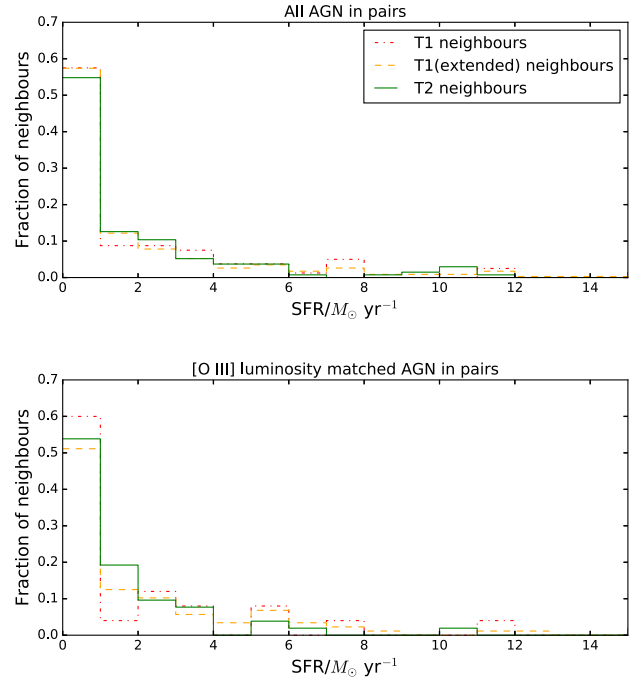 All AGN in pairs
0.7
0.6
0.5
0.4
0.3
0.2
0.1
0.0
Fraction of neighbours
T1 neighbours
T1(extended) neighbours
T2 neighbours
0 2 4 6 8 10 12 14
SFR/M⊙ yr⁻¹
[O III] luminosity matched AGN in pairs
0.7
0.6
0.5
0.4
0.3
0.2
0.1
0.0
Fraction of neighbours
0 2 4 6 8 10 12 14
SFR/M⊙ yr⁻¹